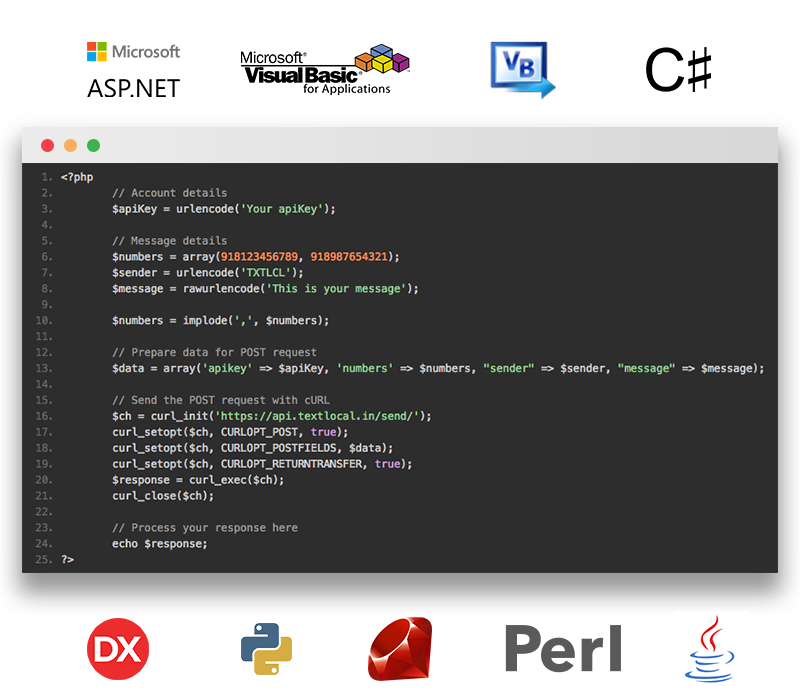 Microsoft
ASP.NET
Microsoft®
Visual Basic®
for Applications
VB
C#
1. <?php
2. // Account details
3. $apiKey = urlencode('Your apiKey');
4.
5. // Message details
6. $numbers = array(918123456789, 918987654321);
7. $sender = urlencode('TXTLCL');
8. $message = rawurlencode('This is your message');
9.
10. $numbers = implode(',', $numbers);
11.
12. // Prepare data for POST request
13. $data = array('apikey' => $apiKey, 'numbers' => $numbers, "sender" => $sender, "message" => $message);
14.
15. // Send the POST request with cURL
16. $ch = curl_init('https://api.textlocal.in/send/');
17. curl_setopt($ch, CURLOPT_POST, true);
18. curl_setopt($ch, CURLOPT_POSTFIELDS, $data);
19. curl_setopt($ch, CURLOPT_RETURNTRANSFER, true);
20. $response = curl_exec($ch);
21. curl_close($ch);
22.
23. // Process your response here
24. echo $response;
25. ?>
DX
Perl